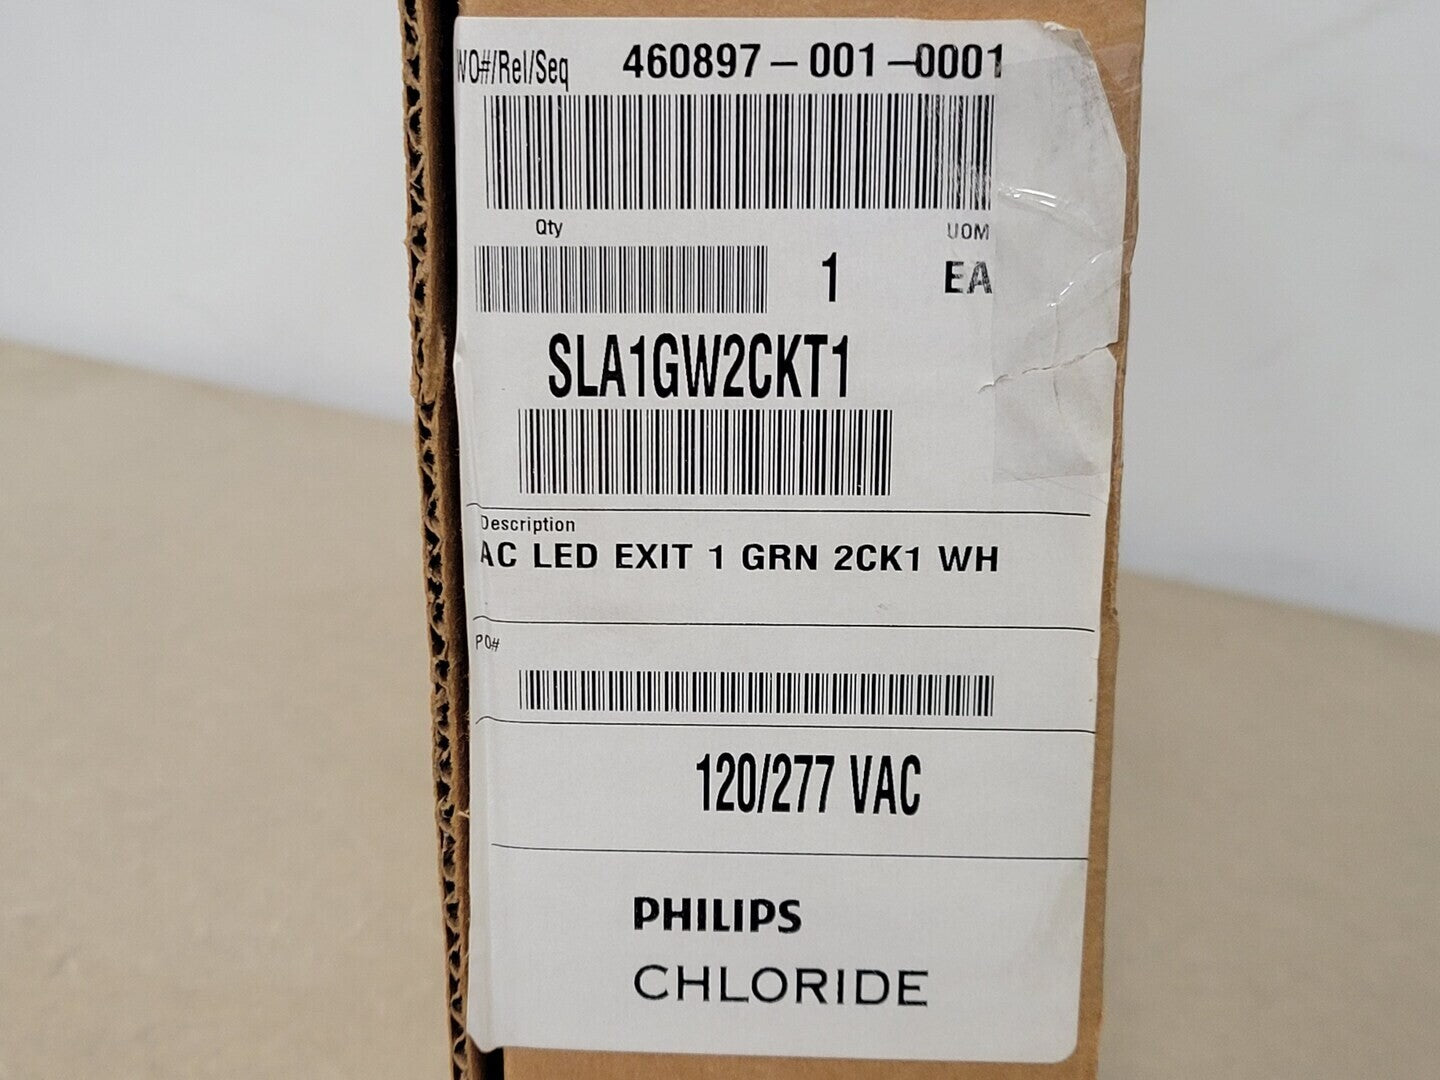 WO#/Rel/Seq 460897-001-0001
Qty UOM
1 EA
SLA1GW2CKT1
Description
AC LED EXIT 1 GRN 2CK1 WH
PO#
120/277 VAC
PHILIPS
CHLORIDE